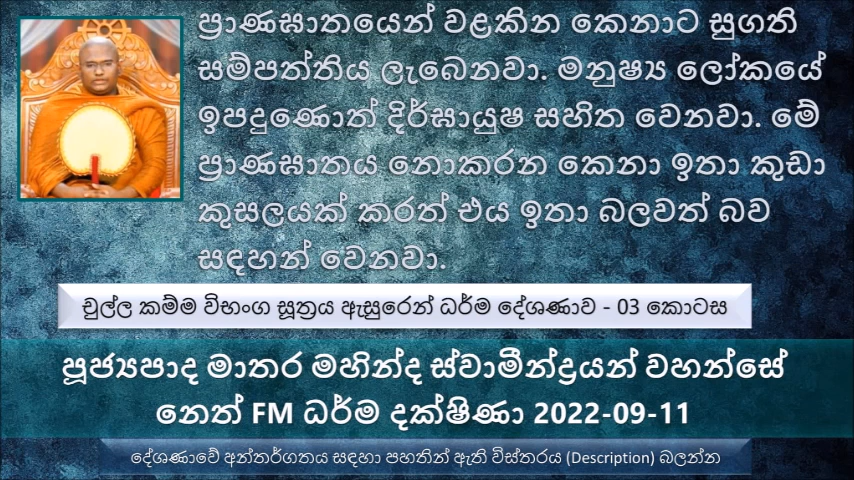 ප්‍රාණඝාතයෙන් වළකින කෙනාට සුගති
සම්පත්තිය ලැබෙනවා. මනුෂ්‍ය ලෝකයේ
ඉපදුණොත් දිර්ඝායුෂ සහිත වෙනවා. මේ
ප්‍රාණඝාතය නොකරන කෙනා ඉතා කුඩා
කුසලයක් කරත් එය ඉතා බලවත් බව
සඳහන් වෙනවා.
චුල්ල කම්ම විභංග සූත්‍රය ඇසුරෙන් ධර්ම දේශණාව - 03 කොටස
පූජ්‍යපාද මාතර මහින්ද ස්වාමීන්ද්‍රයන් වහන්සේ
නෙත් FM ධර්ම දක්ෂිණා 2022-09-11
දේශණාවේ අන්තර්ගතය සඳහා පහතින් ඇති විස්තරය (Description) බලන්න